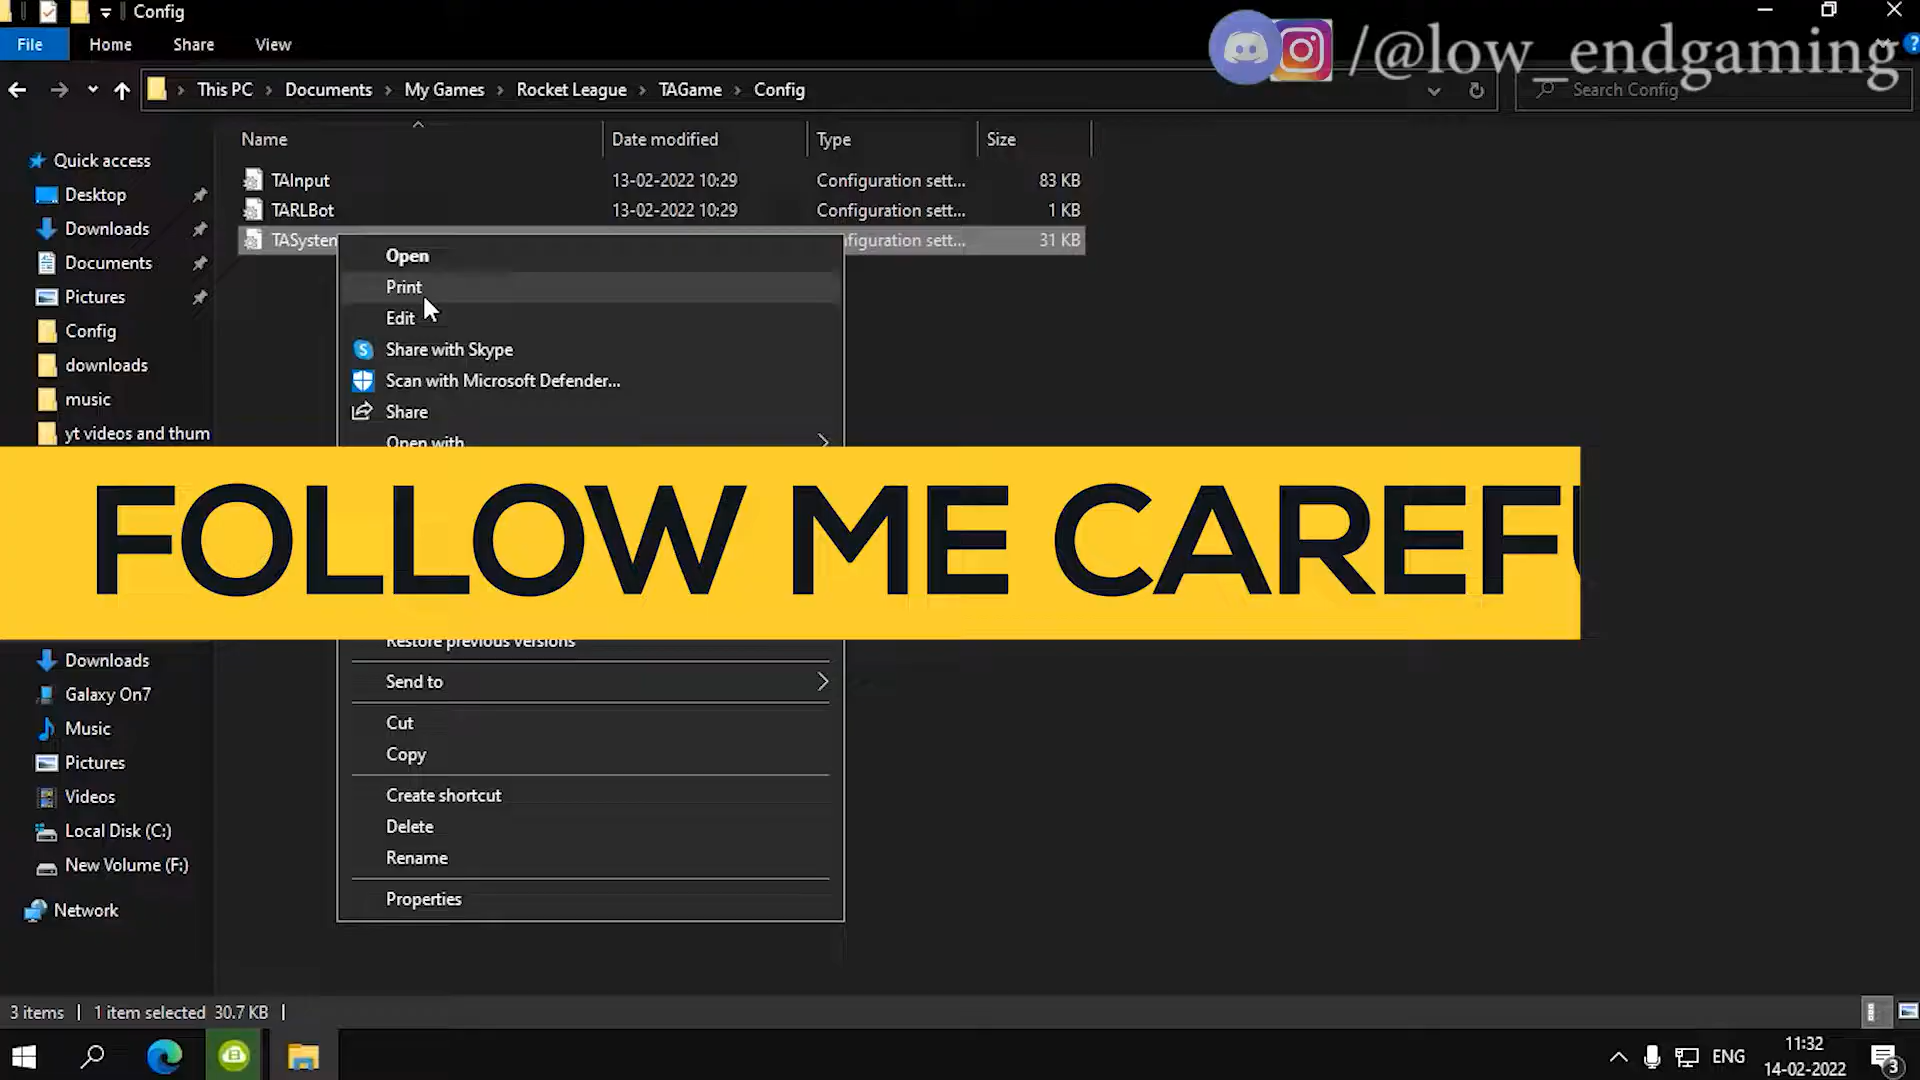 Config
File Home Share View
/@low_endgaming
This PC Documents My Games Rocket League TAGame Config
Search Config
Name Date modified Type Size
Quick access
Desktop
Downloads
Documents
Pictures
Config
downloads
music
yt videos and thum
TAInput 13-02-2022 10:29 Configuration sett... 83 KB
TARLBot 13-02-2022 10:29 Configuration sett... 1 KB
TASystem figuration sett... 31 KB
Open
Print
Edit
Share with Skype
Scan with Microsoft Defender...
Share
Open with
FOLLOW ME CAREFU
Restore previous versions
Send to
Cut
Copy
Create shortcut
Delete
Rename
Properties
Downloads
Galaxy On7
Music
Pictures
Videos
Local Disk (C:)
New Volume (F:)
Network
3 items 1 item selected 30.7 KB
ENG
11:32
14-02-2022
3